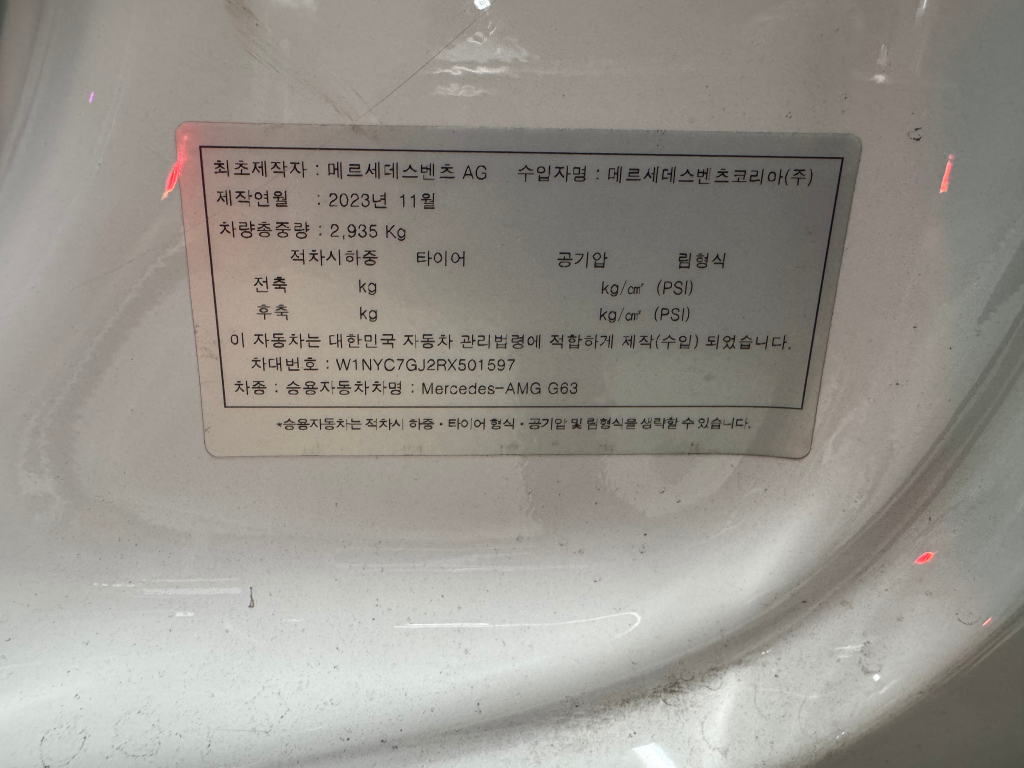 최초제작자 : 메르세데스벤츠 AG 수입자명 : 메르세데스벤츠코리아(주)
제작연월 : 2023년 11월
차량총중량 : 2,935 Kg
적차시하중 타이어 공기압 림형식
전축 kg kg/㎠ (PSI)
후축 kg kg/㎠ (PSI)
이 자동차는 대한민국 자동차 관리법령에 적합하게 제작(수입) 되었습니다.
차대번호 : W1NYC7GJ2RX501597
차종 : 승용자동차차명 : Mercedes-AMG G63
*승용자동차는 적차시 하중·타이어 형식·공기압 및 림형식을 생략할 수 있습니다.